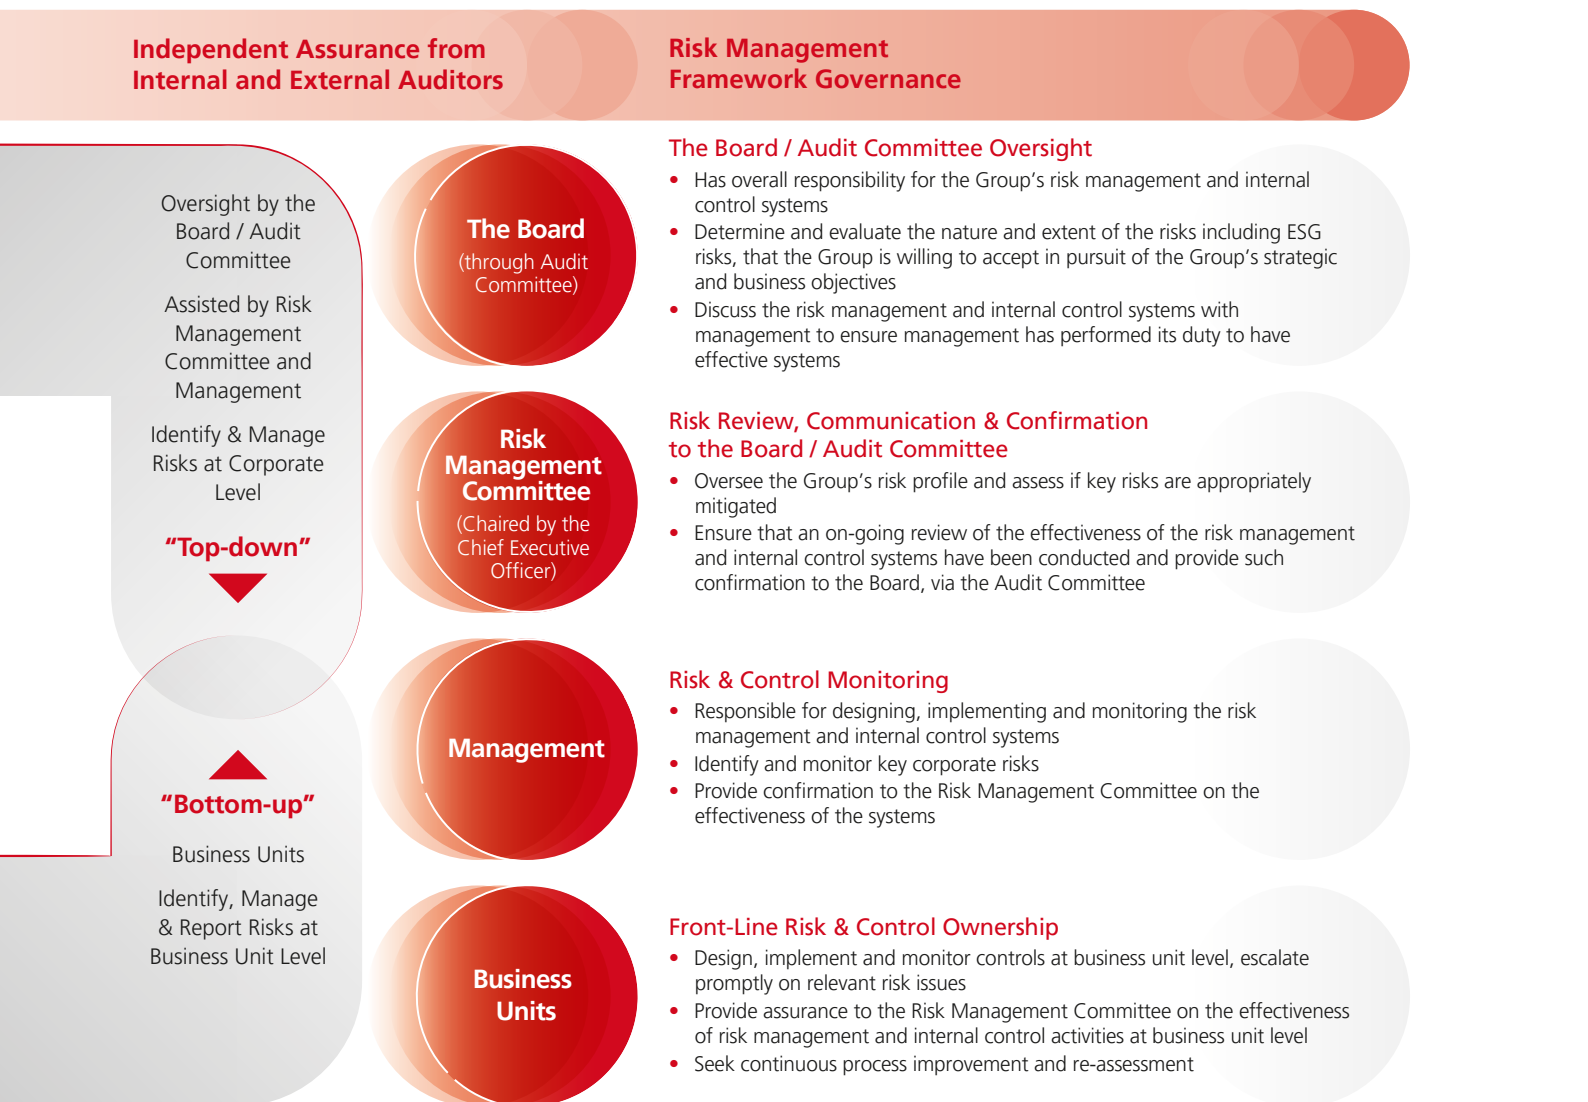 Independent Assurance from
Internal and External Auditors
Risk Management
Framework Governance
Oversight by the
Board / Audit
Committee
Assisted by Risk
Management
Committee and
Management
Identify & Manage
Risks at Corporate
Level
“Top-down”
“Bottom-up”
Business Units
Identify, Manage
& Report Risks at
Business Unit Level
The Board
(through Audit
Committee)
The Board / Audit Committee Oversight
• Has overall responsibility for the Group’s risk management and internal
control systems
• Determine and evaluate the nature and extent of the risks including ESG
risks, that the Group is willing to accept in pursuit of the Group’s strategic
and business objectives
• Discuss the risk management and internal control systems with
management to ensure management has performed its duty to have
effective systems
Risk
Management
Committee
(Chaired by the
Chief Executive
Officer)
Risk Review, Communication & Confirmation
to the Board / Audit Committee
• Oversee the Group’s risk profile and assess if key risks are appropriately
mitigated
• Ensure that an on-going review of the effectiveness of the risk management
and internal control systems have been conducted and provide such
confirmation to the Board, via the Audit Committee
Management
Risk & Control Monitoring
• Responsible for designing, implementing and monitoring the risk
management and internal control systems
• Identify and monitor key corporate risks
• Provide confirmation to the Risk Management Committee on the
effectiveness of the systems
Business
Units
Front-Line Risk & Control Ownership
• Design, implement and monitor controls at business unit level, escalate
promptly on relevant risk issues
• Provide assurance to the Risk Management Committee on the effectiveness
of risk management and internal control activities at business unit level
• Seek continuous process improvement and re-assessment